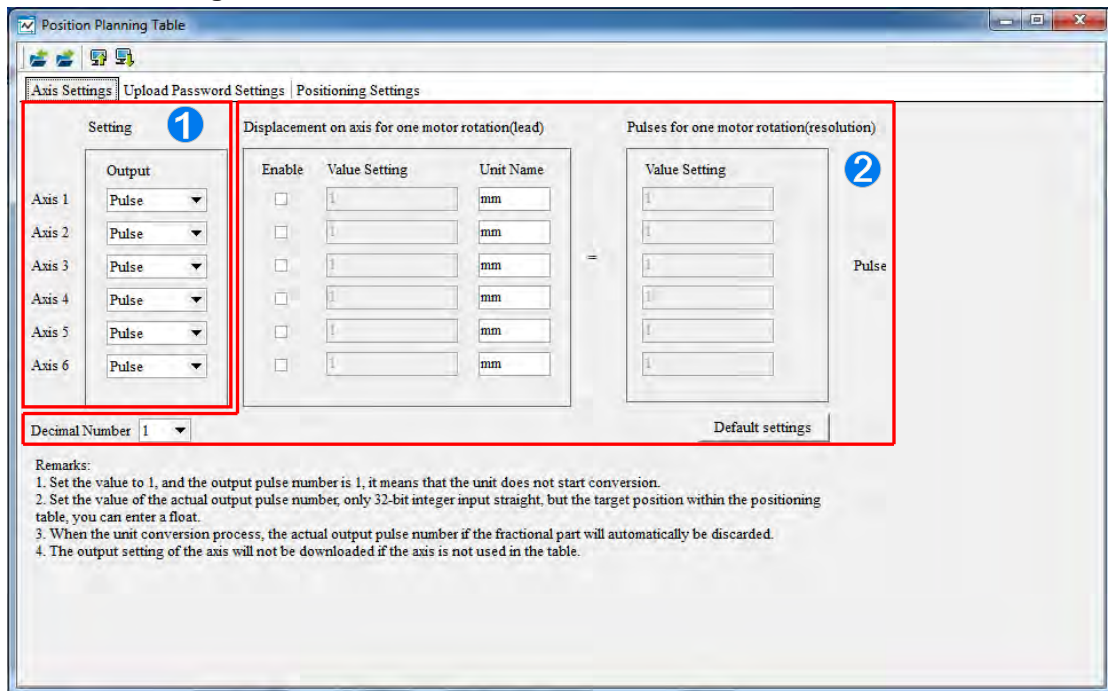 Position Planning Table
Axis Settings Upload Password Settings Positioning Settings
Setting 1 Displacement on axis for one motor rotation(lead) Pulses for one motor rotation(resolution)
Output Enable Value Setting Unit Name Value Setting 2
Axis 1 Pulse 1 mm 1
Axis 2 Pulse 1 mm 1
Axis 3 Pulse 1 mm = 1 Pulse
Axis 4 Pulse 1 mm 1
Axis 5 Pulse 1 mm 1
Axis 6 Pulse 1 mm 1
Decimal Number 1 Default settings
Remarks:
1. Set the value to 1, and the output pulse number is 1, it means that the unit does not start conversion.
2. Set the value of the actual output pulse number, only 32-bit integer input straight, but the target position within the positioning
table, you can enter a float.
3. When the unit conversion process, the actual output pulse number if the fractional part will automatically be discarded.
4. The output setting of the axis will not be downloaded if the axis is not used in the table.